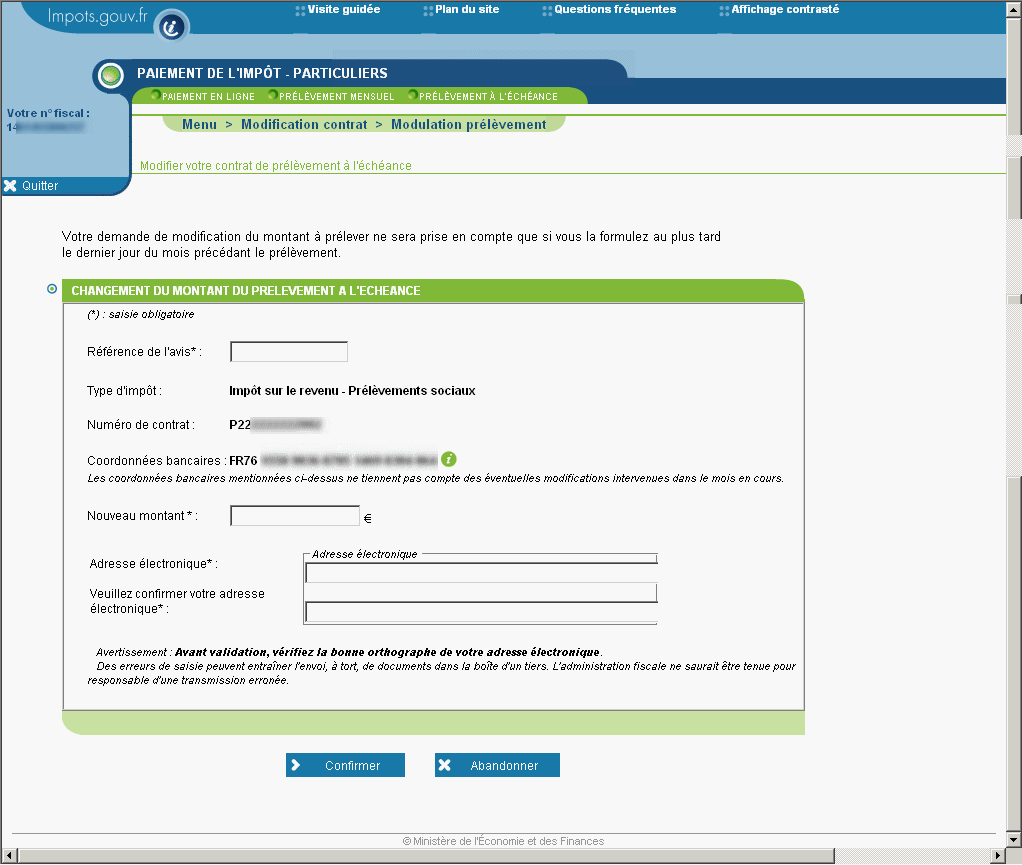 Impots.gouv.fr
Visite guidée
Plan du site
Questions fréquentes
Affichage contrasté
PAIEMENT DE L'IMPÔT - PARTICULIERS
PAIEMENT EN LIGNE
PRÉLÈVEMENT MENSUEL
PRÉLÈVEMENT À L'ÉCHÉANCE
Votre n° fiscal :
Menu > Modification contrat > Modulation prélèvement
Modifier votre contrat de prélèvement à l'échéance
Quitter
Votre demande de modification du montant à prélever ne sera prise en compte que si vous la formulez au plus tard
le dernier jour du mois précédant le prélèvement.
CHANGEMENT DU MONTANT DU PRELEVEMENT A L'ECHEANCE
(*) : saisie obligatoire
Référence de l'avis* :
Type d'impôt : Impôt sur le revenu - Prélèvements sociaux
Numéro de contrat : P22
Coordonnées bancaires : FR76
Les coordonnées bancaires mentionnées ci-dessus ne tiennent pas compte des éventuelles modifications intervenues dans le mois en cours.
Nouveau montant * : €
Adresse électronique
Adresse électronique* :
Veuillez confirmer votre adresse
électronique* :
Avertissement : Avant validation, vérifiez la bonne orthographe de votre adresse électronique.
Des erreurs de saisie peuvent entraîner l'envoi, à tort, de documents dans la boîte d'un tiers. L'administration fiscale ne saurait être tenue pour
responsable d'une transmission erronée.
Confirmer
Abandonner
© Ministère de l'Économie et des Finances